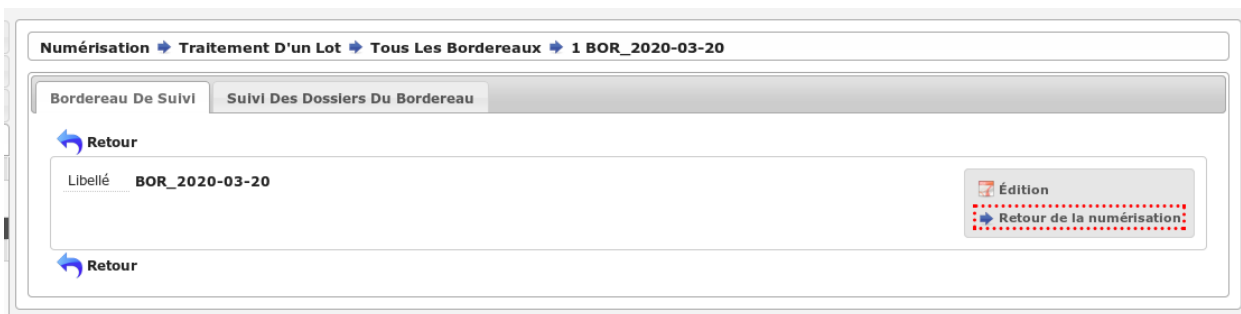 Numérisation Traitement D'un Lot Tous Les Bordereaux 1 BOR_2020-03-20
Bordereau De Suivi Suivi Des Dossiers Du Bordereau
Retour
Libellé BOR_2020-03-20
Édition
Retour de la numérisation
Retour